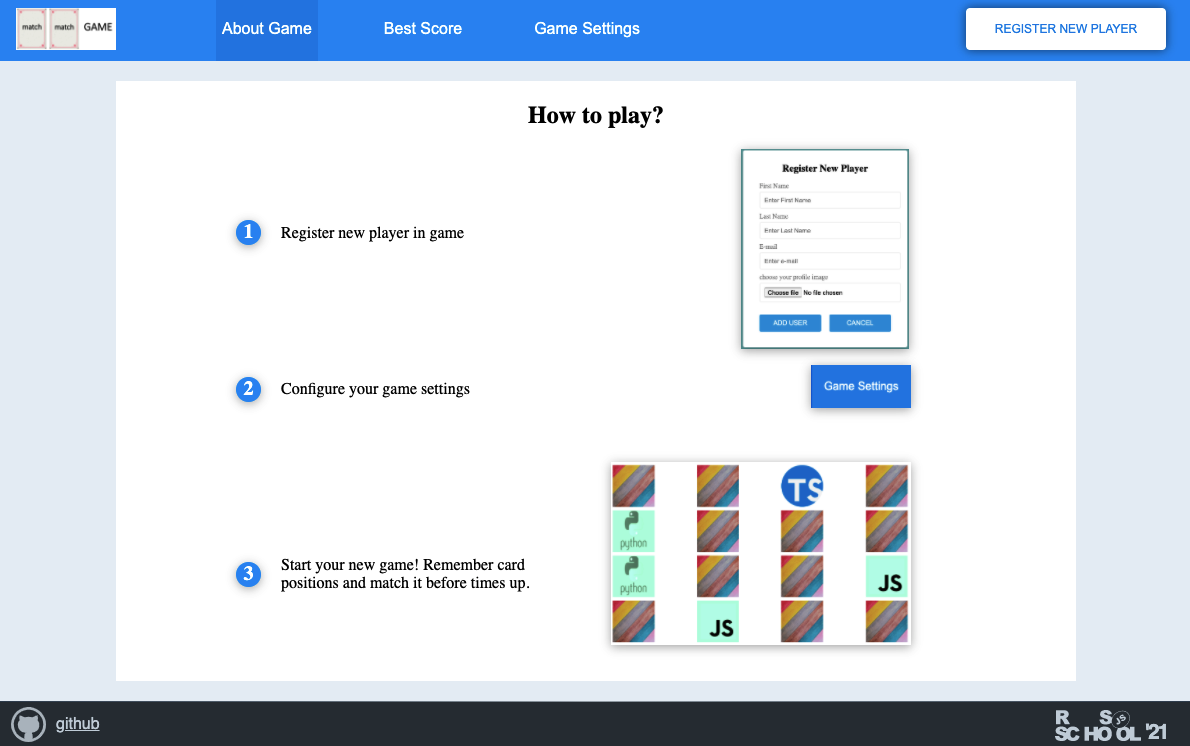 match match GAME
About Game
Best Score
Game Settings
REGISTER NEW PLAYER
How to play?
1 Register new player in game
Register New Player
First Name
Enter First Name
Last Name
Enter Last Name
E-mail
Enter e-mail
choose your profile image
Choose file No file chosen
ADD USER CANCEL
2 Configure your game settings
Game Settings
3 Start your new game! Remember card
positions and match it before times up.
TS
python
python
JS
JS
github
R S JS
SCHOOL '21